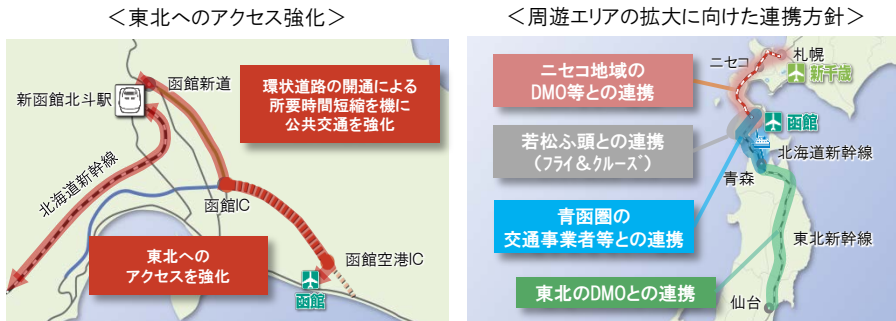 ＜東北へのアクセス強化＞
函館新道
新函館北斗駅
環状道路の開通による
所要時間短縮を機に
公共交通を強化
北海道新幹線
函館IC
東北への
アクセスを強化
函館空港IC
函館
＜周遊エリアの拡大に向けた連携方針＞
ニセコ
札幌
新千歳
ニセコ地域の
DMO等との連携
函館
若松ふ頭との連携
（フライ＆クルーズ）
北海道新幹線
青森
青函圏の
交通事業者等との連携
東北新幹線
東北のDMOとの連携
仙台